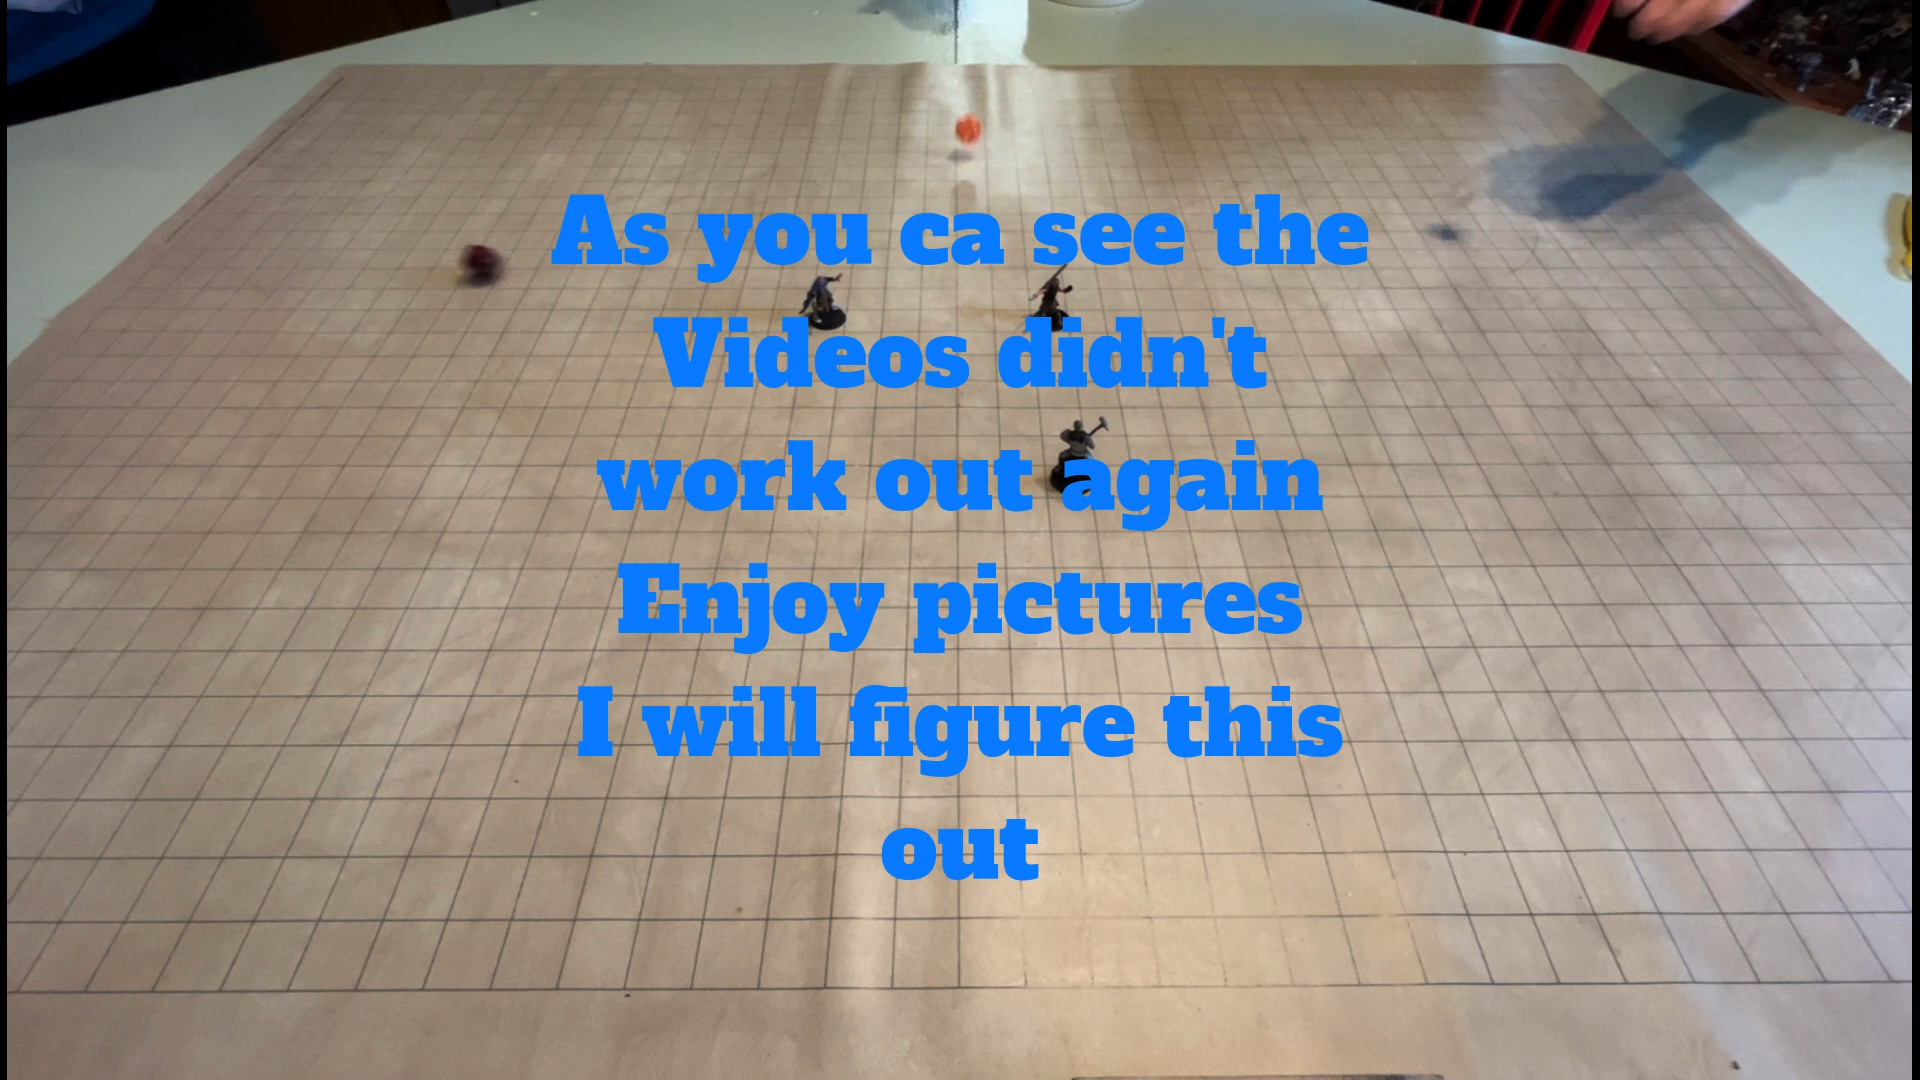 As you ca see the
Videos didn't
work out again
Enjoy pictures
I will figure this
out